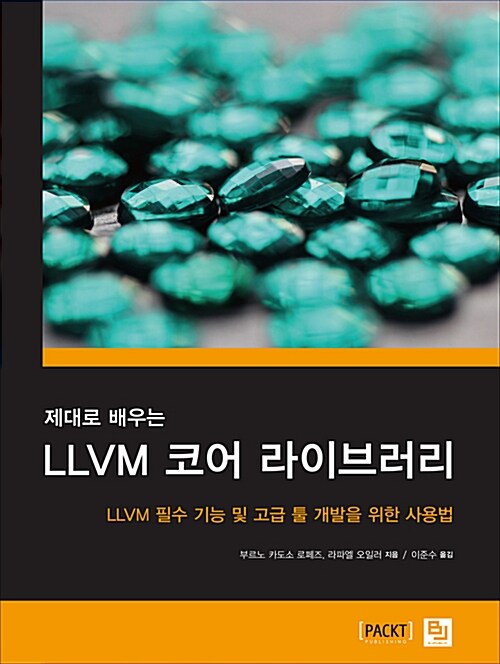 제대로 배우는
LLVM 코어 라이브러리
LLVM 필수 기능 및 고급 툴 개발을 위한 사용법
부르노 카도소 로페즈, 라파엘 오일러 지음 / 이준수 옮김
[PACKT]
PUBLISHING
BJ